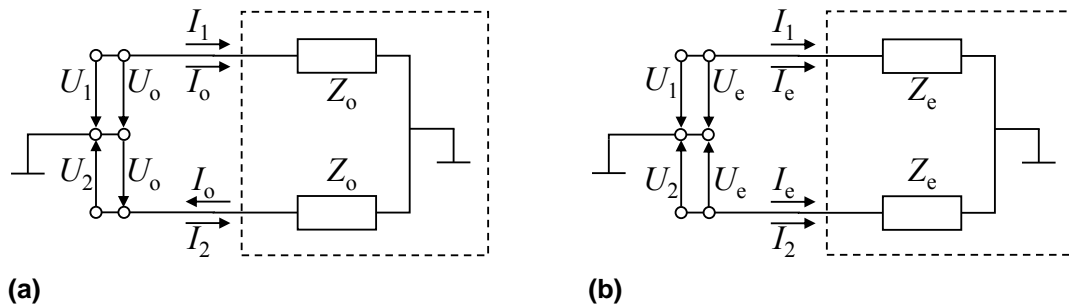 I₁ I₁
U₁ Uₒ Iₒ Zₒ U₁ Uₑ Iₑ Zₑ
U₂ Uₒ Iₒ Zₒ U₂ Uₑ Iₑ Zₑ
I₂ I₂
(a) (b)